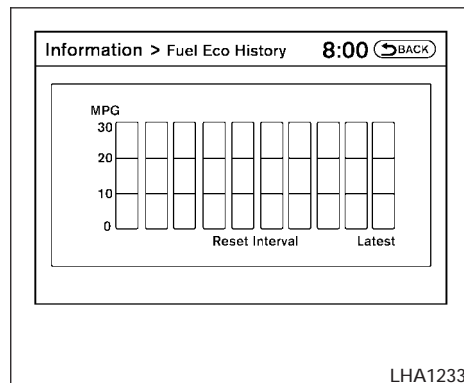 Information > Fuel Eco History 8:00 BACK
MPG
30
20
10
0
Reset Interval Latest
LHA1233